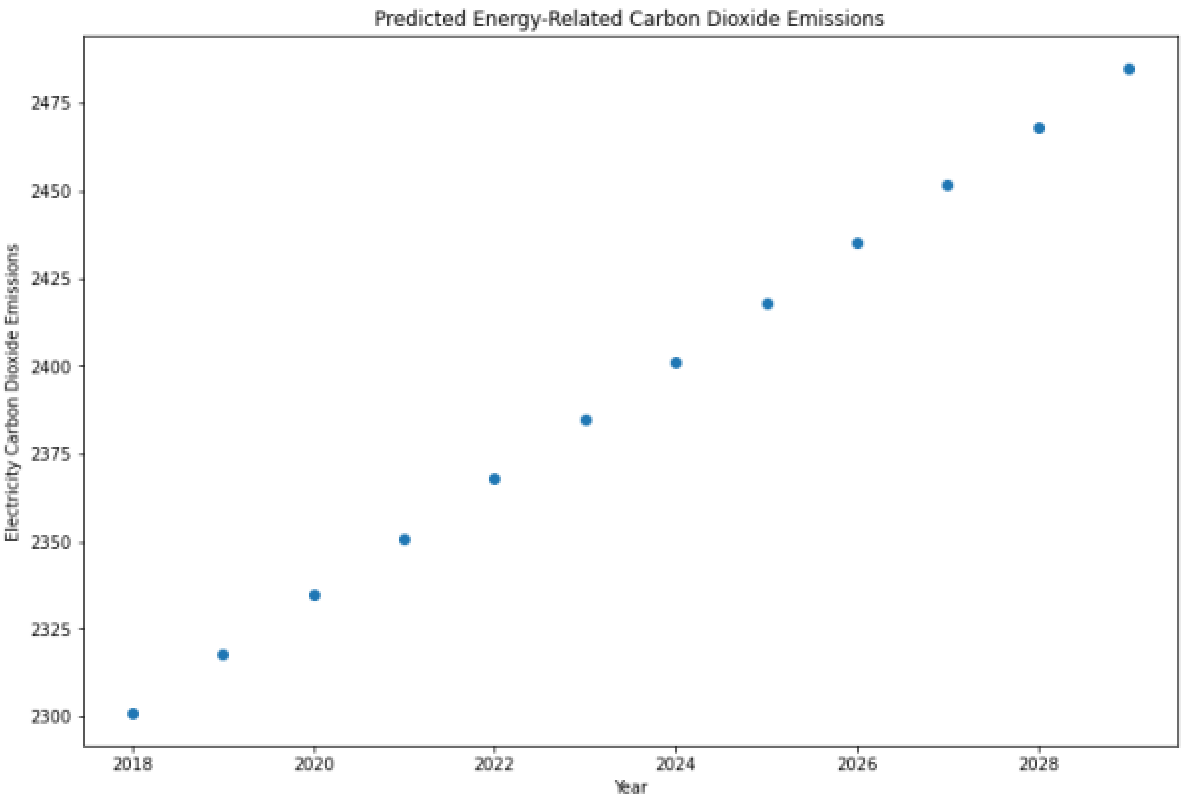 Predicted Energy-Related Carbon Dioxide Emissions
Electricity Carbon Dioxide Emissions
2475
2450
2425
2400
2375
2350
2325
2300
2018 2020 2022 2024 2026 2028
Year